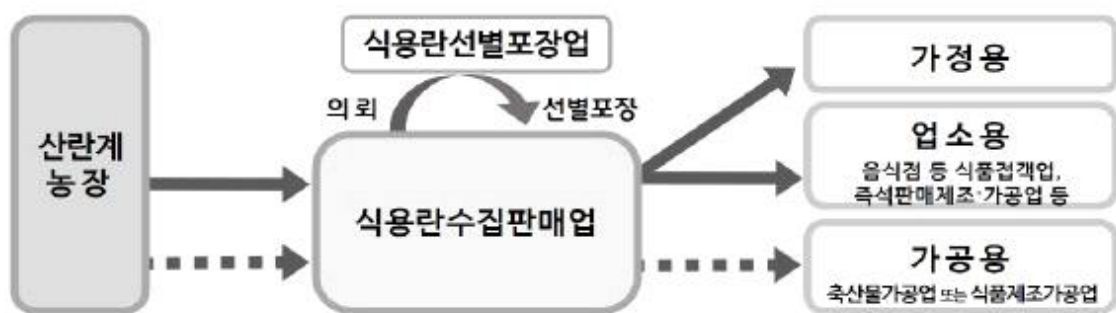 산란계
농장
식용란선별포장업
의뢰
선별포장
식용란수집판매업
가정용
업소용
음식점 등 식품접객업,
즉석판매제조·가공업 등
가공용
축산물가공업 또는 식품제조가공업